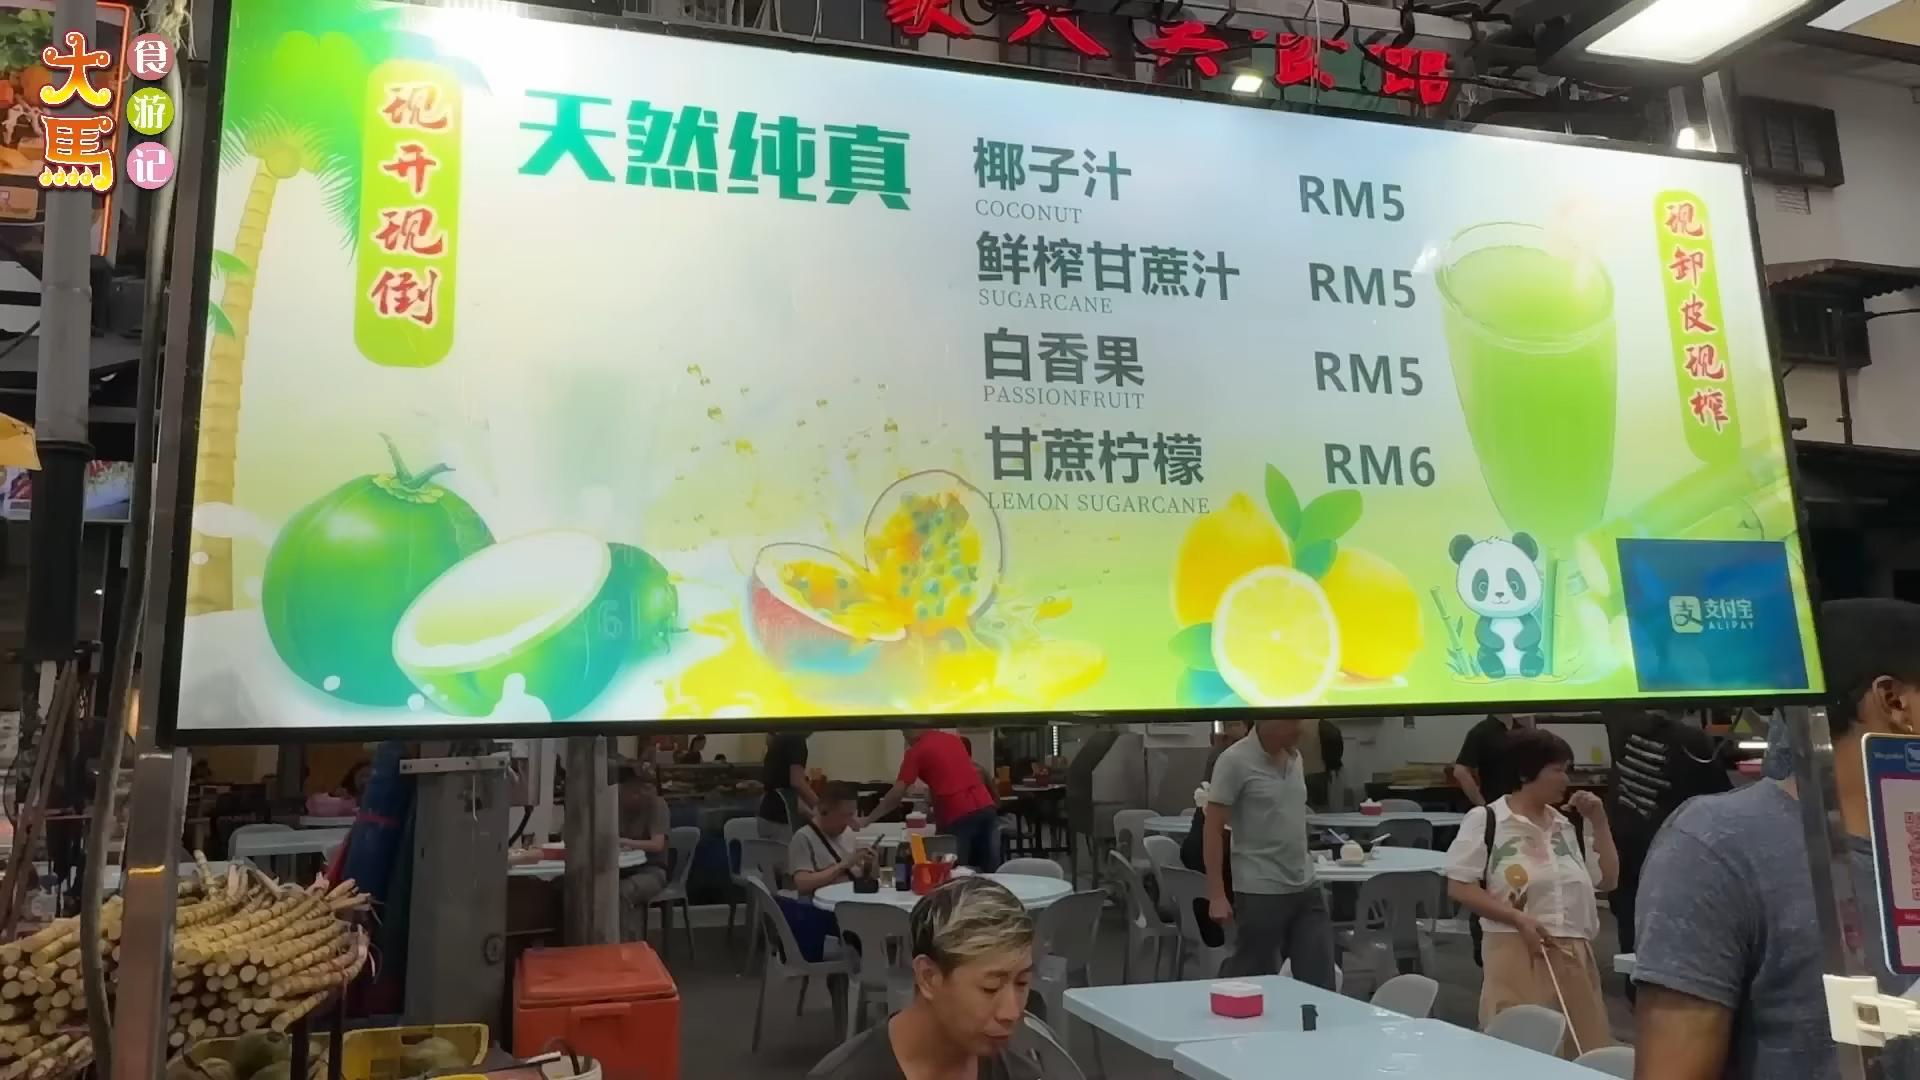 大馬
食游记
现开现倒
天然纯真
椰子汁 RM5
COCONUT
鲜榨甘蔗汁 RM5
SUGARCANE
白香果 RM5
PASSIONFRUIT
甘蔗柠檬 RM6
LEMON SUGARCANE
现卸皮现榨
支付宝
ALIPAY